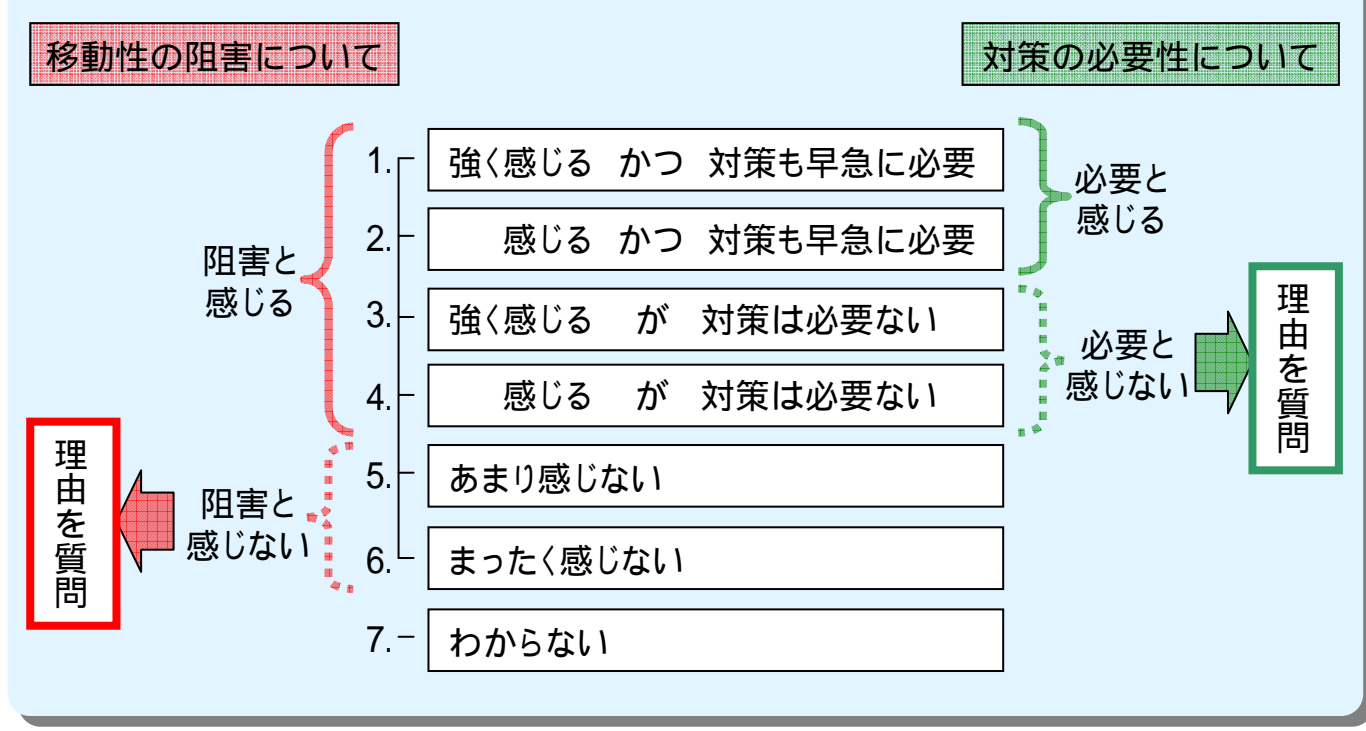 移動性の阻害について
対策の必要性について
1. 強く感じる かつ 対策も早急に必要
2. 感じる かつ 対策も早急に必要
3. 強く感じる が 対策は必要ない
4. 感じる が 対策は必要ない
5. あまり感じない
6. まったく感じない
7. わからない
阻害と
感じる
阻害と
感じない
理由を質問
必要と
感じる
必要と
感じない
理由を質問